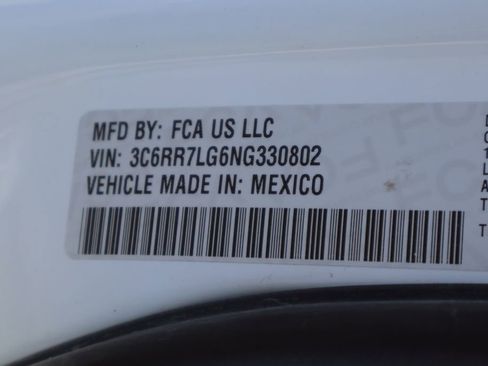 MFD BY: FCA US LLC
VIN: 3C6RR7LG6NG330802
VEHICLE MADE IN: MEXICO